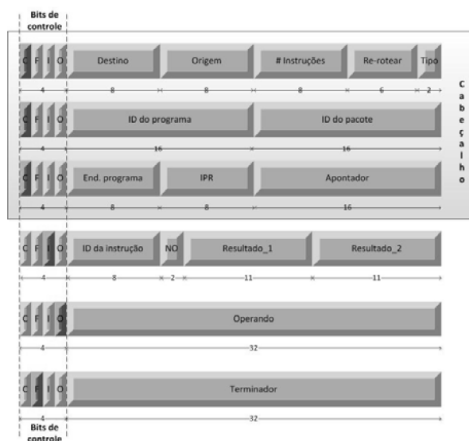 Bits de
controle
C F I O Destino Origem # Instruções Re-rotear Tipo
4 8 8 8 6 2
C F I O ID do programa ID do pacote
4 16 16
C F I O End. programa IPR Apontador
4 8 8 16
Cabeçalho
C F I O ID da instrução NO Resultado_1 Resultado_2
4 8 2 11 11
C F I O Operando
4 32
C F I O Terminador
4 32
Bits de
controle